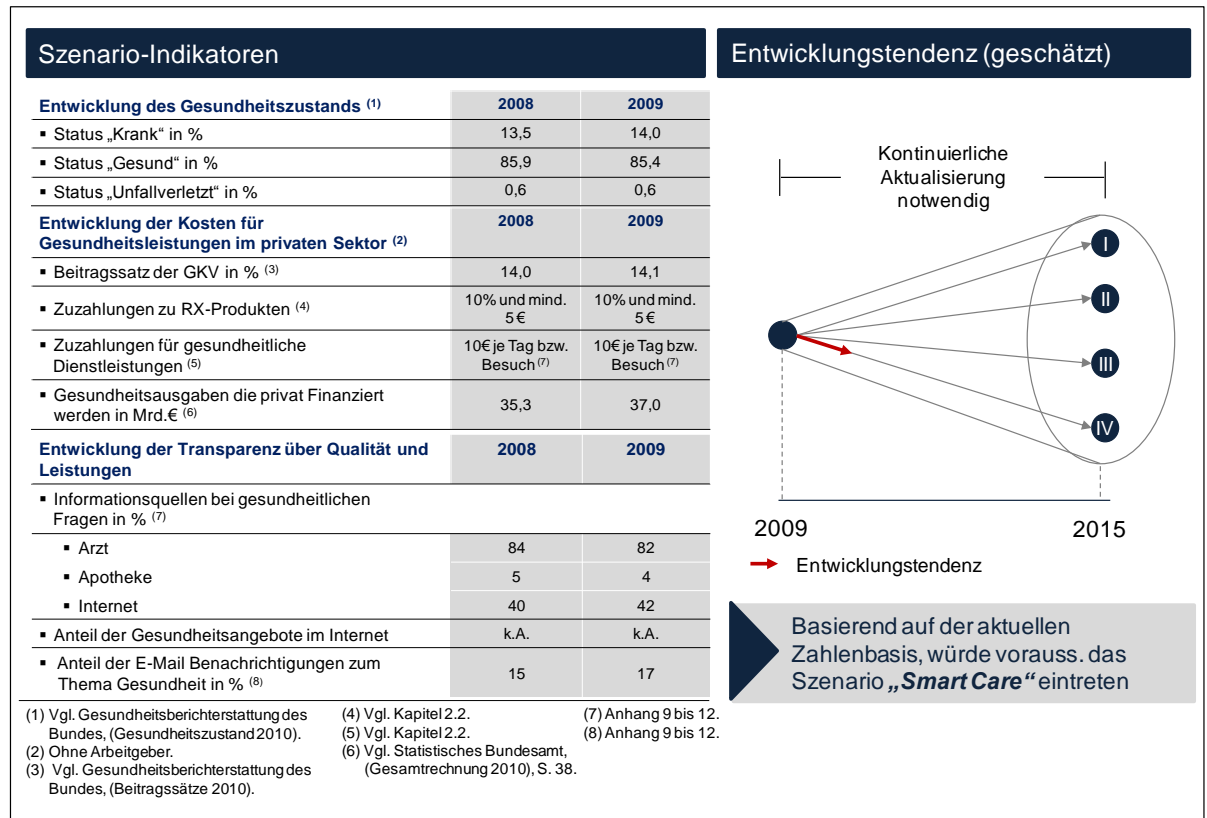 Szenario-Indikatoren
Entwicklung des Gesundheitszustands (1) 2008 2009
▪ Status „Krank“ in % 13,5 14,0
▪ Status „Gesund“ in % 85,9 85,4
▪ Status „Unfallverletzt“ in % 0,6 0,6
Entwicklung der Kosten für 2008 2009
Gesundheitsleistungen im privaten Sektor (2)
▪ Beitragssatz der GKV in % (3) 14,0 14,1
▪ Zuzahlungen zu RX-Produkten (4) 10% und mind. 10% und mind.
5 € 5 €
▪ Zuzahlungen für gesundheitliche 10€ je Tag bzw. 10€ je Tag bzw.
Dienstleistungen (5) Besuch (7) Besuch (7)
▪ Gesundheitsausgaben die privat Finanziert 35,3 37,0
werden in Mrd.€ (6)
Entwicklung der Transparenz über Qualität und 2008 2009
Leistungen
▪ Informationsquellen bei gesundheitlichen
Fragen in % (7)
▪ Arzt 84 82
▪ Apotheke 5 4
▪ Internet 40 42
▪ Anteil der Gesundheitsangebote im Internet k.A. k.A.
▪ Anteil der E-Mail Benachrichtigungen zum 15 17
Thema Gesundheit in % (8)
(1) Vgl. Gesundheitsberichterstattung des
Bundes, (Gesundheitszustand 2010).
(2) Ohne Arbeitgeber.
(3) Vgl. Gesundheitsberichterstattung des
Bundes, (Beitragssätze 2010).
(4) Vgl. Kapitel 2.2.
(5) Vgl. Kapitel 2.2.
(6) Vgl. Statistisches Bundesamt,
(Gesamtrechnung 2010), S. 38.
(7) Anhang 9 bis 12.
(8) Anhang 9 bis 12.
Entwicklungstendenz (geschätzt)
Kontinuierliche
Aktualisierung
notwendig
I
II
III
IV
2009 2015
Entwicklungstendenz
Basierend auf der aktuellen
Zahlenbasis, würde vorauss. das
Szenario „Smart Care“ eintreten